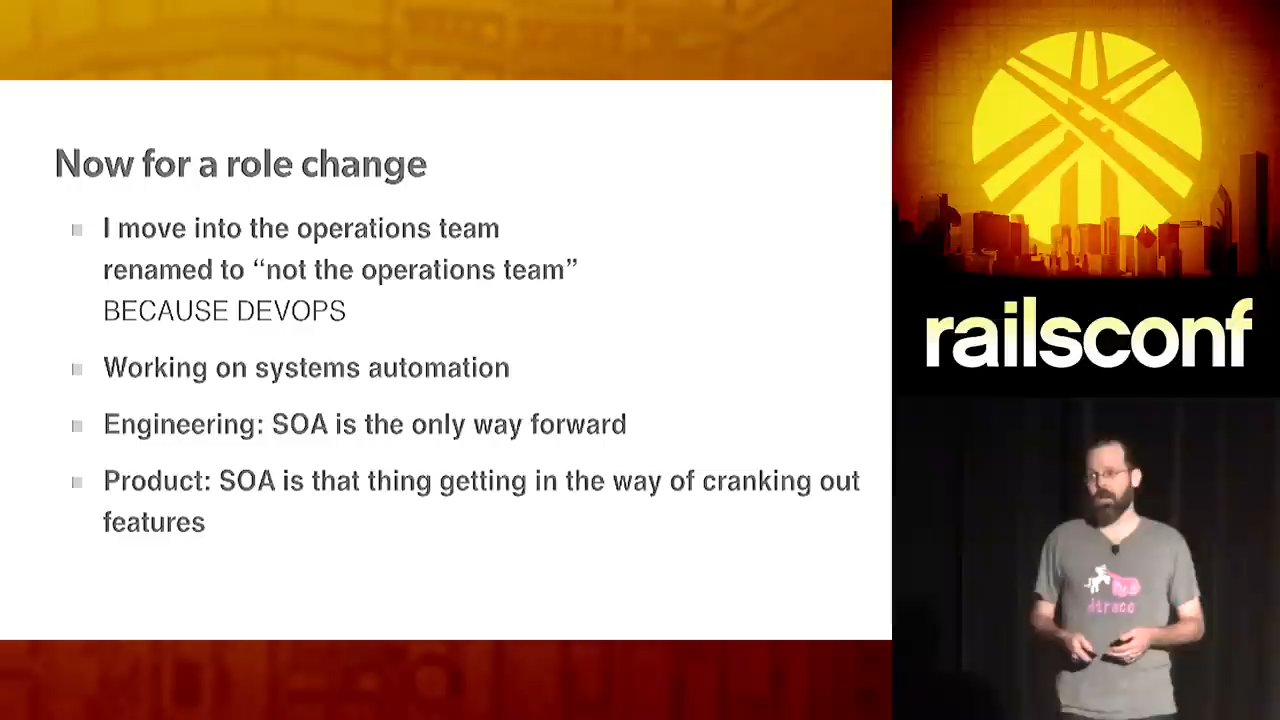 Now for a role change
I move into the operations team
renamed to “not the operations team”
BECAUSE DEVOPS
Working on systems automation
Engineering: SOA is the only way forward
Product: SOA is that thing getting in the way of cranking out
features
railsconf
dtrace